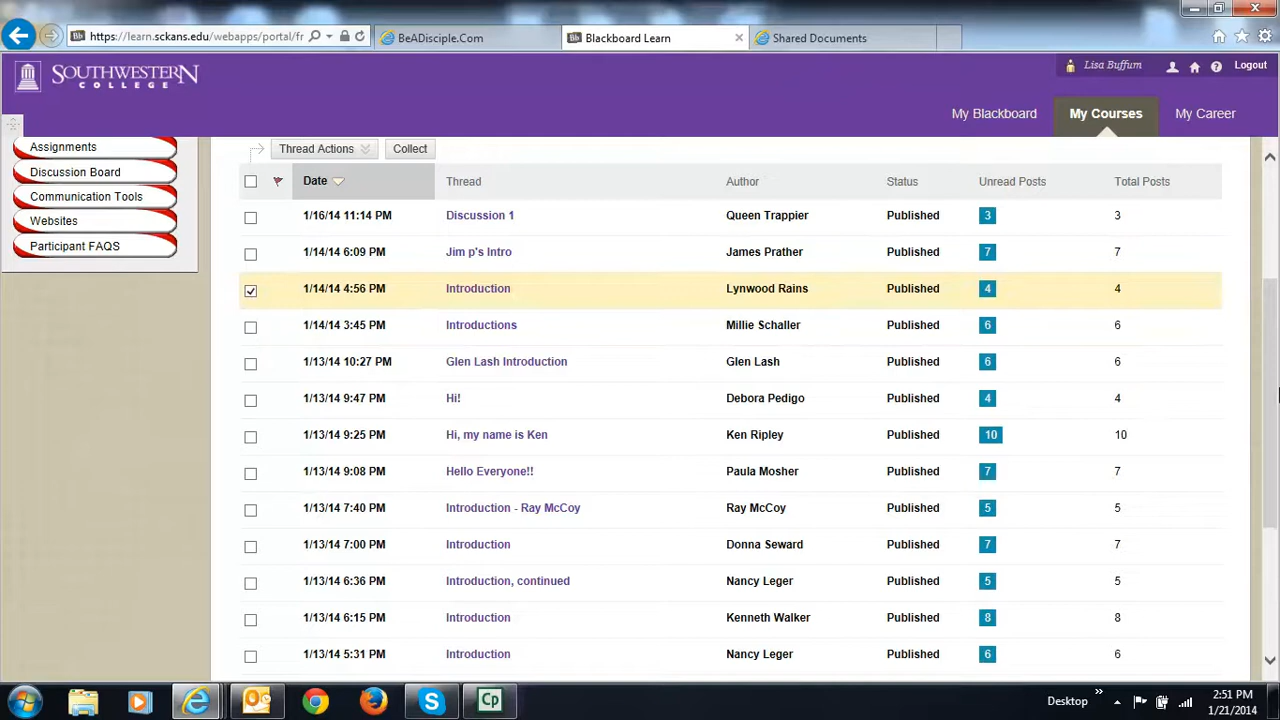 https://learn.sckans.edu/webapps/portal/fr
BeADisciple.Com
Blackboard Learn
Shared Documents
SOUTHWESTERN
COLLEGE
Lisa Buffum
Logout
My Blackboard
My Courses
My Career
Assignments
Discussion Board
Communication Tools
Websites
Participant FAQS
Thread Actions
Collect
Date Thread Author Status Unread Posts Total Posts
1/16/14 11:14 PM Discussion 1 Queen Trappier Published 3 3
1/14/14 6:09 PM Jim p's Intro James Prather Published 7 7
1/14/14 4:56 PM Introduction Lynwood Rains Published 4 4
1/14/14 3:45 PM Introductions Millie Schaller Published 6 6
1/13/14 10:27 PM Glen Lash Introduction Glen Lash Published 6 6
1/13/14 9:47 PM Hi! Debora Pedigo Published 4 4
1/13/14 9:25 PM Hi, my name is Ken Ken Ripley Published 10 10
1/13/14 9:08 PM Hello Everyone!! Paula Mosher Published 7 7
1/13/14 7:40 PM Introduction - Ray McCoy Ray McCoy Published 5 5
1/13/14 7:00 PM Introduction Donna Seward Published 7 7
1/13/14 6:36 PM Introduction, continued Nancy Leger Published 5 5
1/13/14 6:15 PM Introduction Kenneth Walker Published 8 8
1/13/14 5:31 PM Introduction Nancy Leger Published 6 6
Desktop
2:51 PM
1/21/2014